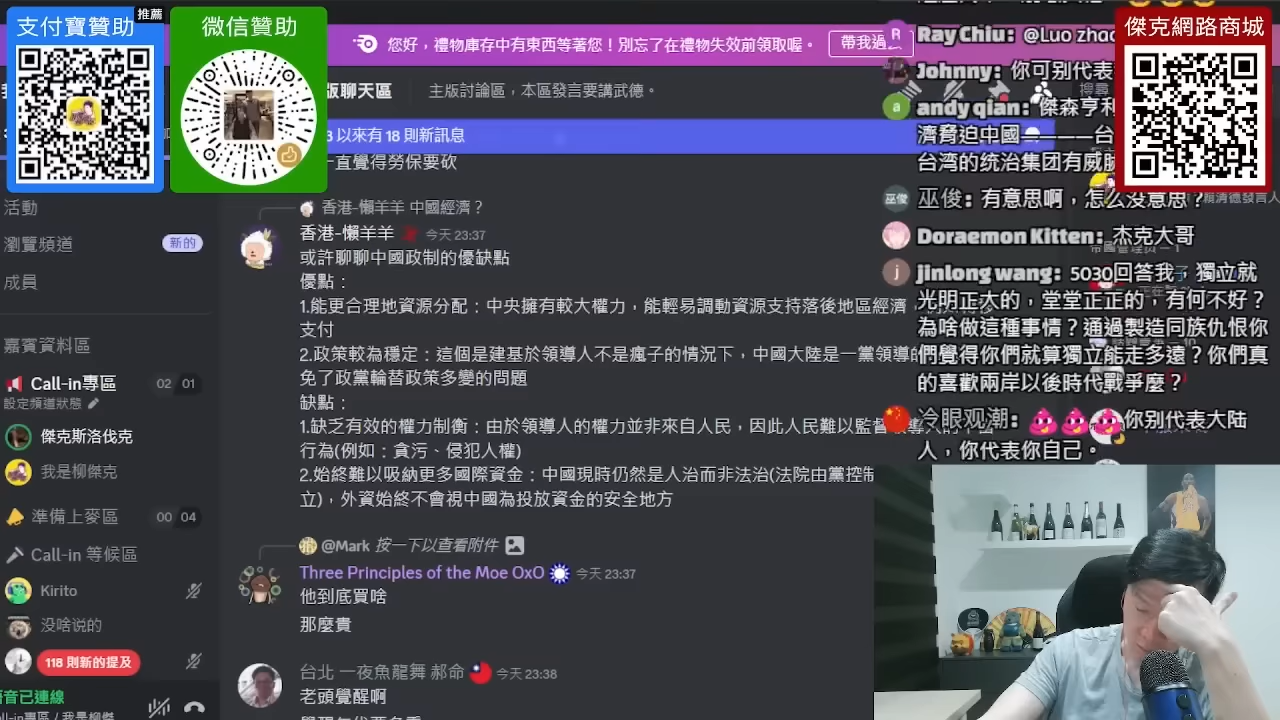 支付寶贊助
推薦
微信贊助
您好，禮物庫存中有東西等著您！別忘了在禮物失效前領取喔。
帶我過
版聊天區
主版討論區，本區發言要講武德。
以來有 18 則新訊息
直覺得勞保要砍
活動
瀏覽頻道
新的
成員
嘉賓資料區
Call-in專區
02 01
設定頻道狀態
傑克斯洛伐克
我是柳傑克
準備上麥區
00 04
Call-in 等候區
Kirito
没啥说的
118 則新的提及
音已連線
香港-懶羊羊 中國經濟？
香港-懶羊羊
今天 23:37
或許聊聊中國政制的優缺點
優點：
1.能更合理地資源分配：中央擁有較大權力，能輕易調動資源支持落後地區經濟
支付
2.政策較為穩定：這個是建基於領導人不是瘋子的情況下，中國大陸是一黨領導
免了政黨輪替政策多變的問題
缺點：
1.缺乏有效的權力制衡：由於領導人的權力並非來自人民，因此人民難以監督
行為(例如：貪污、侵犯人權)
2.始終難以吸納更多國際資金：中國現時仍然是人治而非法治(法院由黨控制
立)，外資始終不會視中國為投放資金的安全地方
@Mark 按一下以查看附件
Three Principles of the Moe OxO
今天 23:37
他到底買啥
那麼貴
台北 一夜魚龍舞 郝命
今天 23:38
老頭覺醒啊
傑克網路商城
Ray Chiu: @Luo zhao
Johnny: 你可别代表
andy qian: 傑森亨利
濟脅迫中國————台
台湾的统治集团有威
巫俊: 有意思啊，怎么没意思？
Doraemon Kitten: 杰克大哥
jinlong wang: 5030回答我，獨立就
光明正大的，堂堂正正的，有何不好？
為啥做這種事情？通過製造同族仇恨你
們覺得你們就算獨立能走多遠？你們真
的喜歡兩岸以後時代戰爭麼？
冷眼观潮: 你别代表大陆
人，你代表你自己。